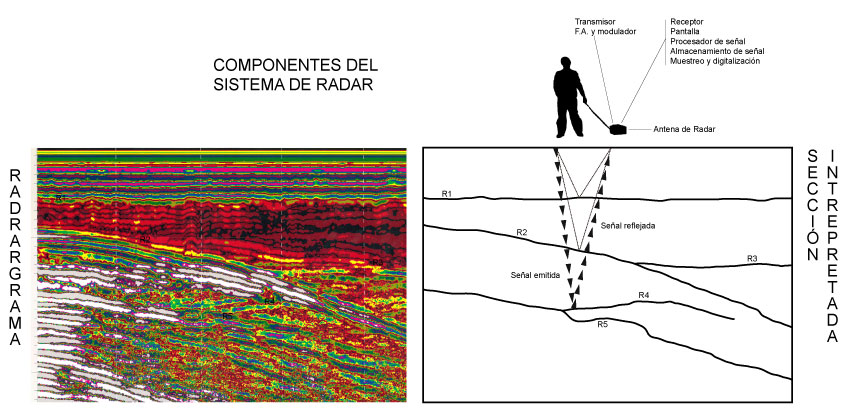 COMPONENTES DEL
SISTEMA DE RADAR
Transmisor
F.A. y modulador
Receptor
Pantalla
Procesador de señal
Almacenamiento de señal
Muestreo y digitalización
Antena de Radar
RADRARGRAMA
R1
R2
R3
R4
R5
Señal reflejada
Señal emitida
SECCIÓN
INTREPRETADA